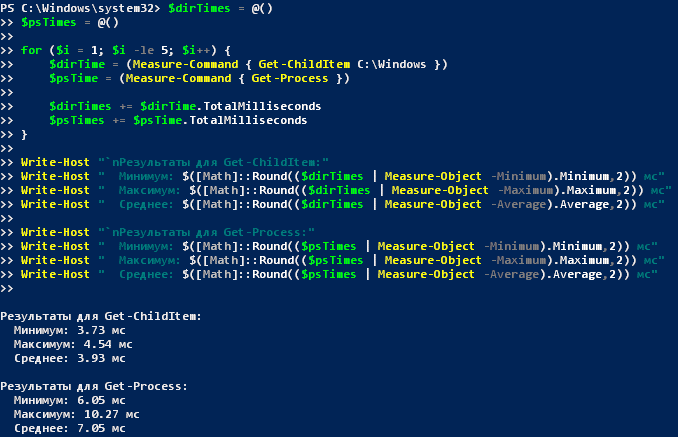 PS C:\Windows\system32> $dirTimes = @()
>> $psTimes = @()
>>
>> for ($i = 1; $i -le 5; $i++) {
>>     $dirTime = (Measure-Command { Get-ChildItem C:\Windows })
>>     $psTime = (Measure-Command { Get-Process })
>>
>>     $dirTimes += $dirTime.TotalMilliseconds
>>     $psTimes += $psTime.TotalMilliseconds
>> }
>>
>> Write-Host "`nРезультаты для Get-ChildItem:"
>> Write-Host "  Минимум: $([Math]::Round(($dirTimes | Measure-Object -Minimum).Minimum,2)) мс"
>> Write-Host "  Максимум: $([Math]::Round(($dirTimes | Measure-Object -Maximum).Maximum,2)) мс"
>> Write-Host "  Среднее: $([Math]::Round(($dirTimes | Measure-Object -Average).Average,2)) мс"
>>
>> Write-Host "`nРезультаты для Get-Process:"
>> Write-Host "  Минимум: $([Math]::Round(($psTimes | Measure-Object -Minimum).Minimum,2)) мс"
>> Write-Host "  Максимум: $([Math]::Round(($psTimes | Measure-Object -Maximum).Maximum,2)) мс"
>> Write-Host "  Среднее: $([Math]::Round(($psTimes | Measure-Object -Average).Average,2)) мс"
>>

Результаты для Get-ChildItem:
  Минимум: 3.73 мс
  Максимум: 4.54 мс
  Среднее: 3.93 мс

Результаты для Get-Process:
  Минимум: 6.05 мс
  Максимум: 10.27 мс
  Среднее: 7.05 мс